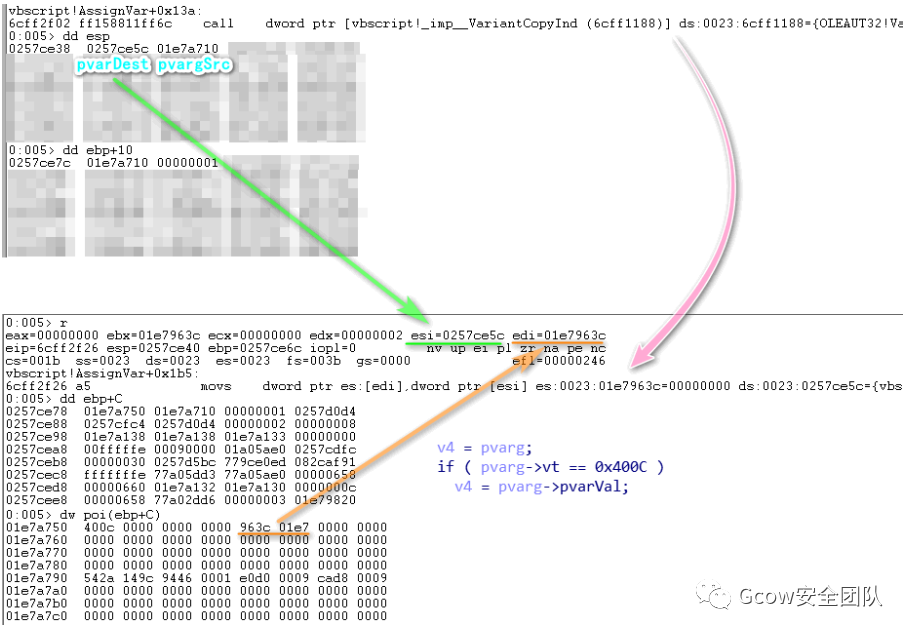 vbscript!AssignVar+0x13a:
6cff2f02 ff158811ff6c    call    dword ptr [vbscript!_imp__VariantCopyInd (6cff1188)] ds:0023:6cff1188={OLEAUT32!Va
0:005> dd esp
0257ce38  0257ce5c 01e7a710
pvarDest pvargSrc
0:005> dd ebp+10
0257ce7c  01e7a710 00000001
0:005> r
eax=00000000 ebx=01e7963c ecx=00000000 edx=00000002 esi=0257ce5c edi=01e7963c
eip=6cff2f26 esp=0257ce40 ebp=0257ce6c iopl=0         nv up ei pl zr na pe nc
cs=001b  ss=0023  ds=0023  es=0023  fs=003b  gs=0000             efl=00000246
vbscript!AssignVar+0x1b5:
6cff2f26 a5              movs    dword ptr es:[edi],dword ptr [esi] es:0023:01e7963c=00000000 ds:0023:0257ce5c={vbs
0:005> dd ebp+C
0257ce78  01e7a750 01e7a710 00000001 0257d0d4
0257ce88  0257cfc4 0257d0d4 00000002 00000008
0257ce98  01e7a138 01e7a138 01e7a133 00000000
0257cea8  00fffffe 00090000 01a05ae0 0257cdfc
0257ceb8  00000030 0257d5bc 779ce0ed 082caf91
0257cec8  fffffffe 77a05dd3 77a05ae0 00000658
0257ced8  00000660 01e7a132 01e7a130 0000000c
0257cee8  00000658 77a02dd6 00000003 01e79820
0:005> dw poi(ebp+C)
01e7a750  400c 0000 0000 0000 963c 01e7 0000 0000
01e7a760  0000 0000 0000 0000 0000 0000 0000 0000
01e7a770  0000 0000 0000 0000 0000 0000 0000 0000
01e7a780  0000 0000 0000 0000 0000 0000 0000 0000
01e7a790  542a 149c 9446 0001 e0d0 0009 cad8 0009
01e7a7a0  0000 0000 0000 0000 0000 0000 0000 0000
01e7a7b0  0000 0000 0000 0000 0000 0000 0000 0000
01e7a7c0  0000 0000 0000 0000 0000 0000 0000 0000
v4 = pvarg;
if ( pvarg->vt == 0x400C )
v4 = pvarg->pvarVal;
Gcow安全团队